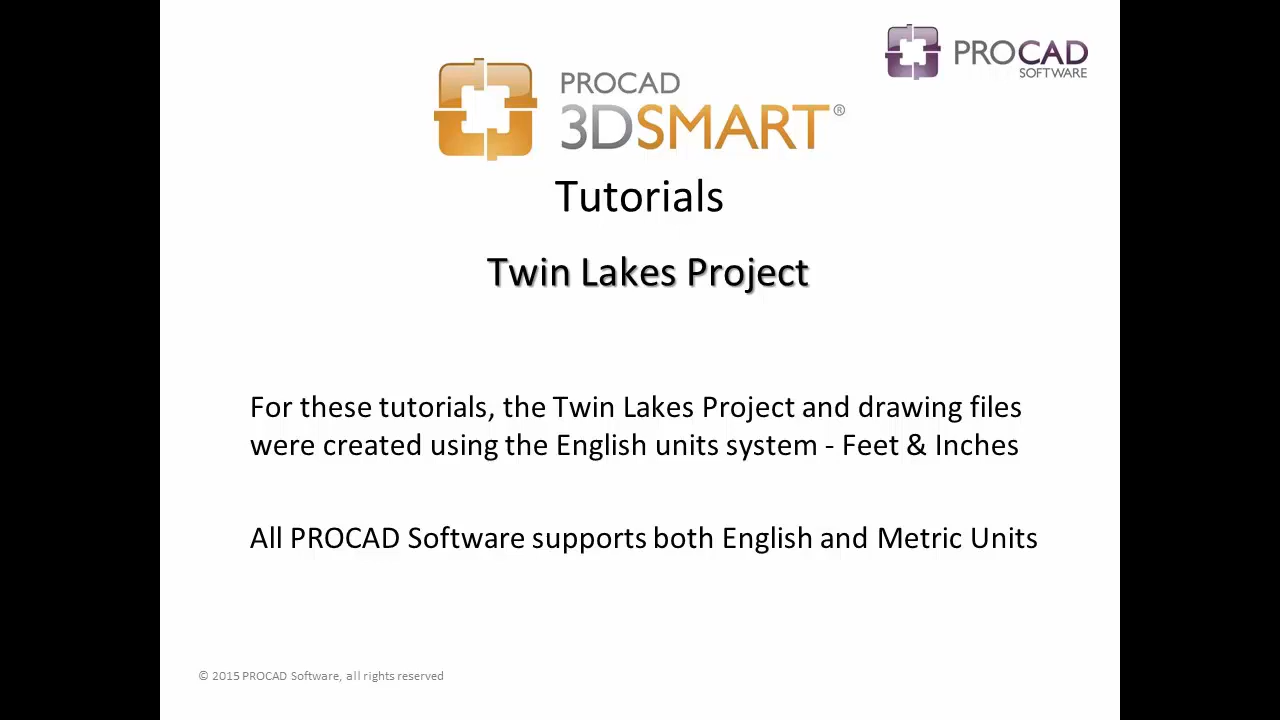 PROCAD
SOFTWARE
PROCAD
3DSMART®
Tutorials
Twin Lakes Project
For these tutorials, the Twin Lakes Project and drawing files
were created using the English units system - Feet & Inches
All PROCAD Software supports both English and Metric Units
© 2015 PROCAD Software, all rights reserved